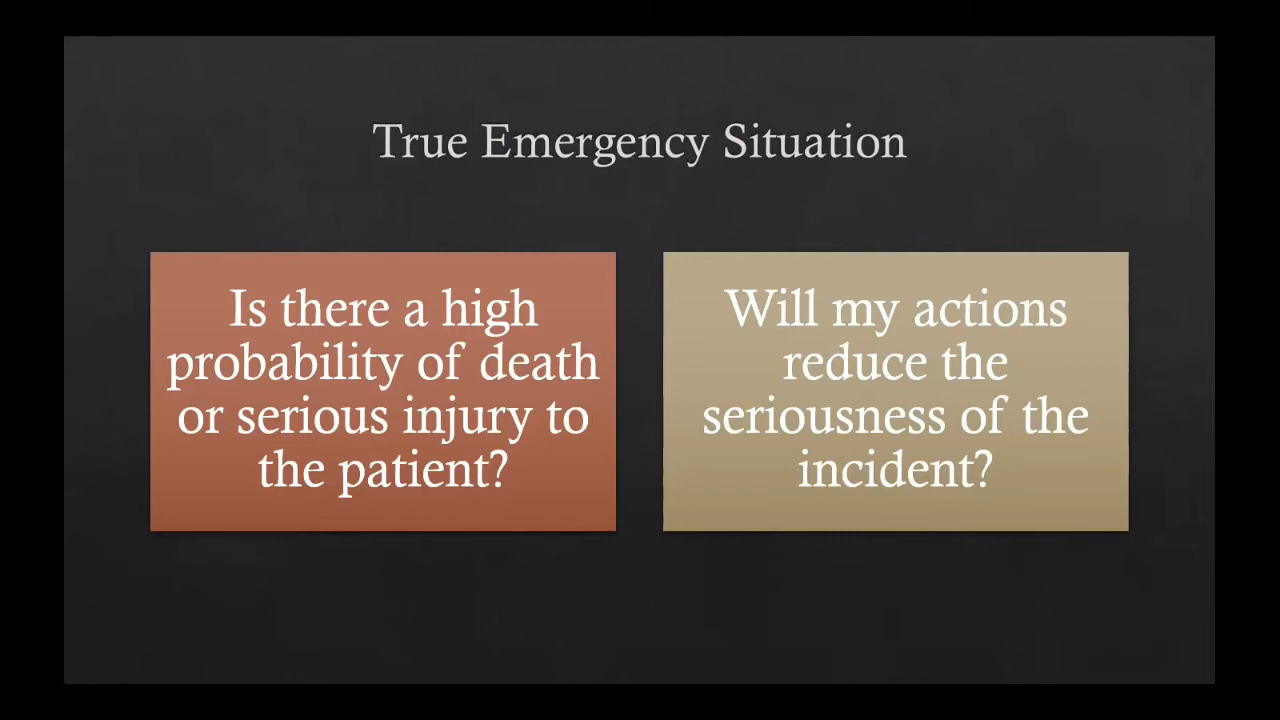 True Emergency Situation
Is there a high
probability of death
or serious injury to
the patient?
Will my actions
reduce the
seriousness of the
incident?